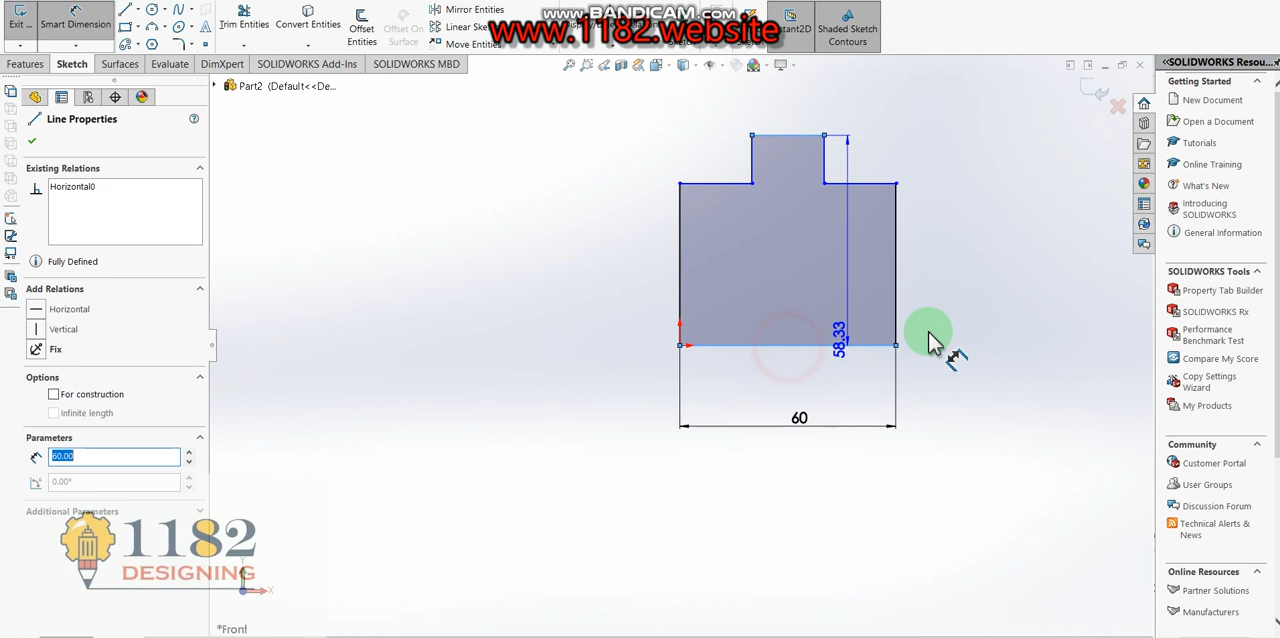 www.BANDICAM.com
www.1182.website
Exit ...
Smart Dimension
Trim Entities
Convert Entities
Offset
Entities
Offset On
Surface
Mirror Entities
Linear Sk
Move Entities
Instant2D
Shaded Sketch
Contours
Features
Sketch
Surfaces
Evaluate
DimXpert
SOLIDWORKS Add-Ins
SOLIDWORKS MBD
Part2 (Default<<De...
Line Properties
Existing Relations
Horizontal0
Fully Defined
Add Relations
Horizontal
Vertical
Fix
Options
For construction
Infinite length
Parameters
60.00
0.00°
Additional Parameters
1182
DESIGNING
58.33
60
Y
X
*Front
SOLIDWORKS Resou...
Getting Started
New Document
Open a Document
Tutorials
Online Training
What's New
Introducing
SOLIDWORKS
General Information
SOLIDWORKS Tools
Property Tab Builder
SOLIDWORKS Rx
Performance
Benchmark Test
Compare My Score
Copy Settings
Wizard
My Products
Community
Customer Portal
User Groups
Discussion Forum
Technical Alerts &
News
Online Resources
Partner Solutions
Manufacturers